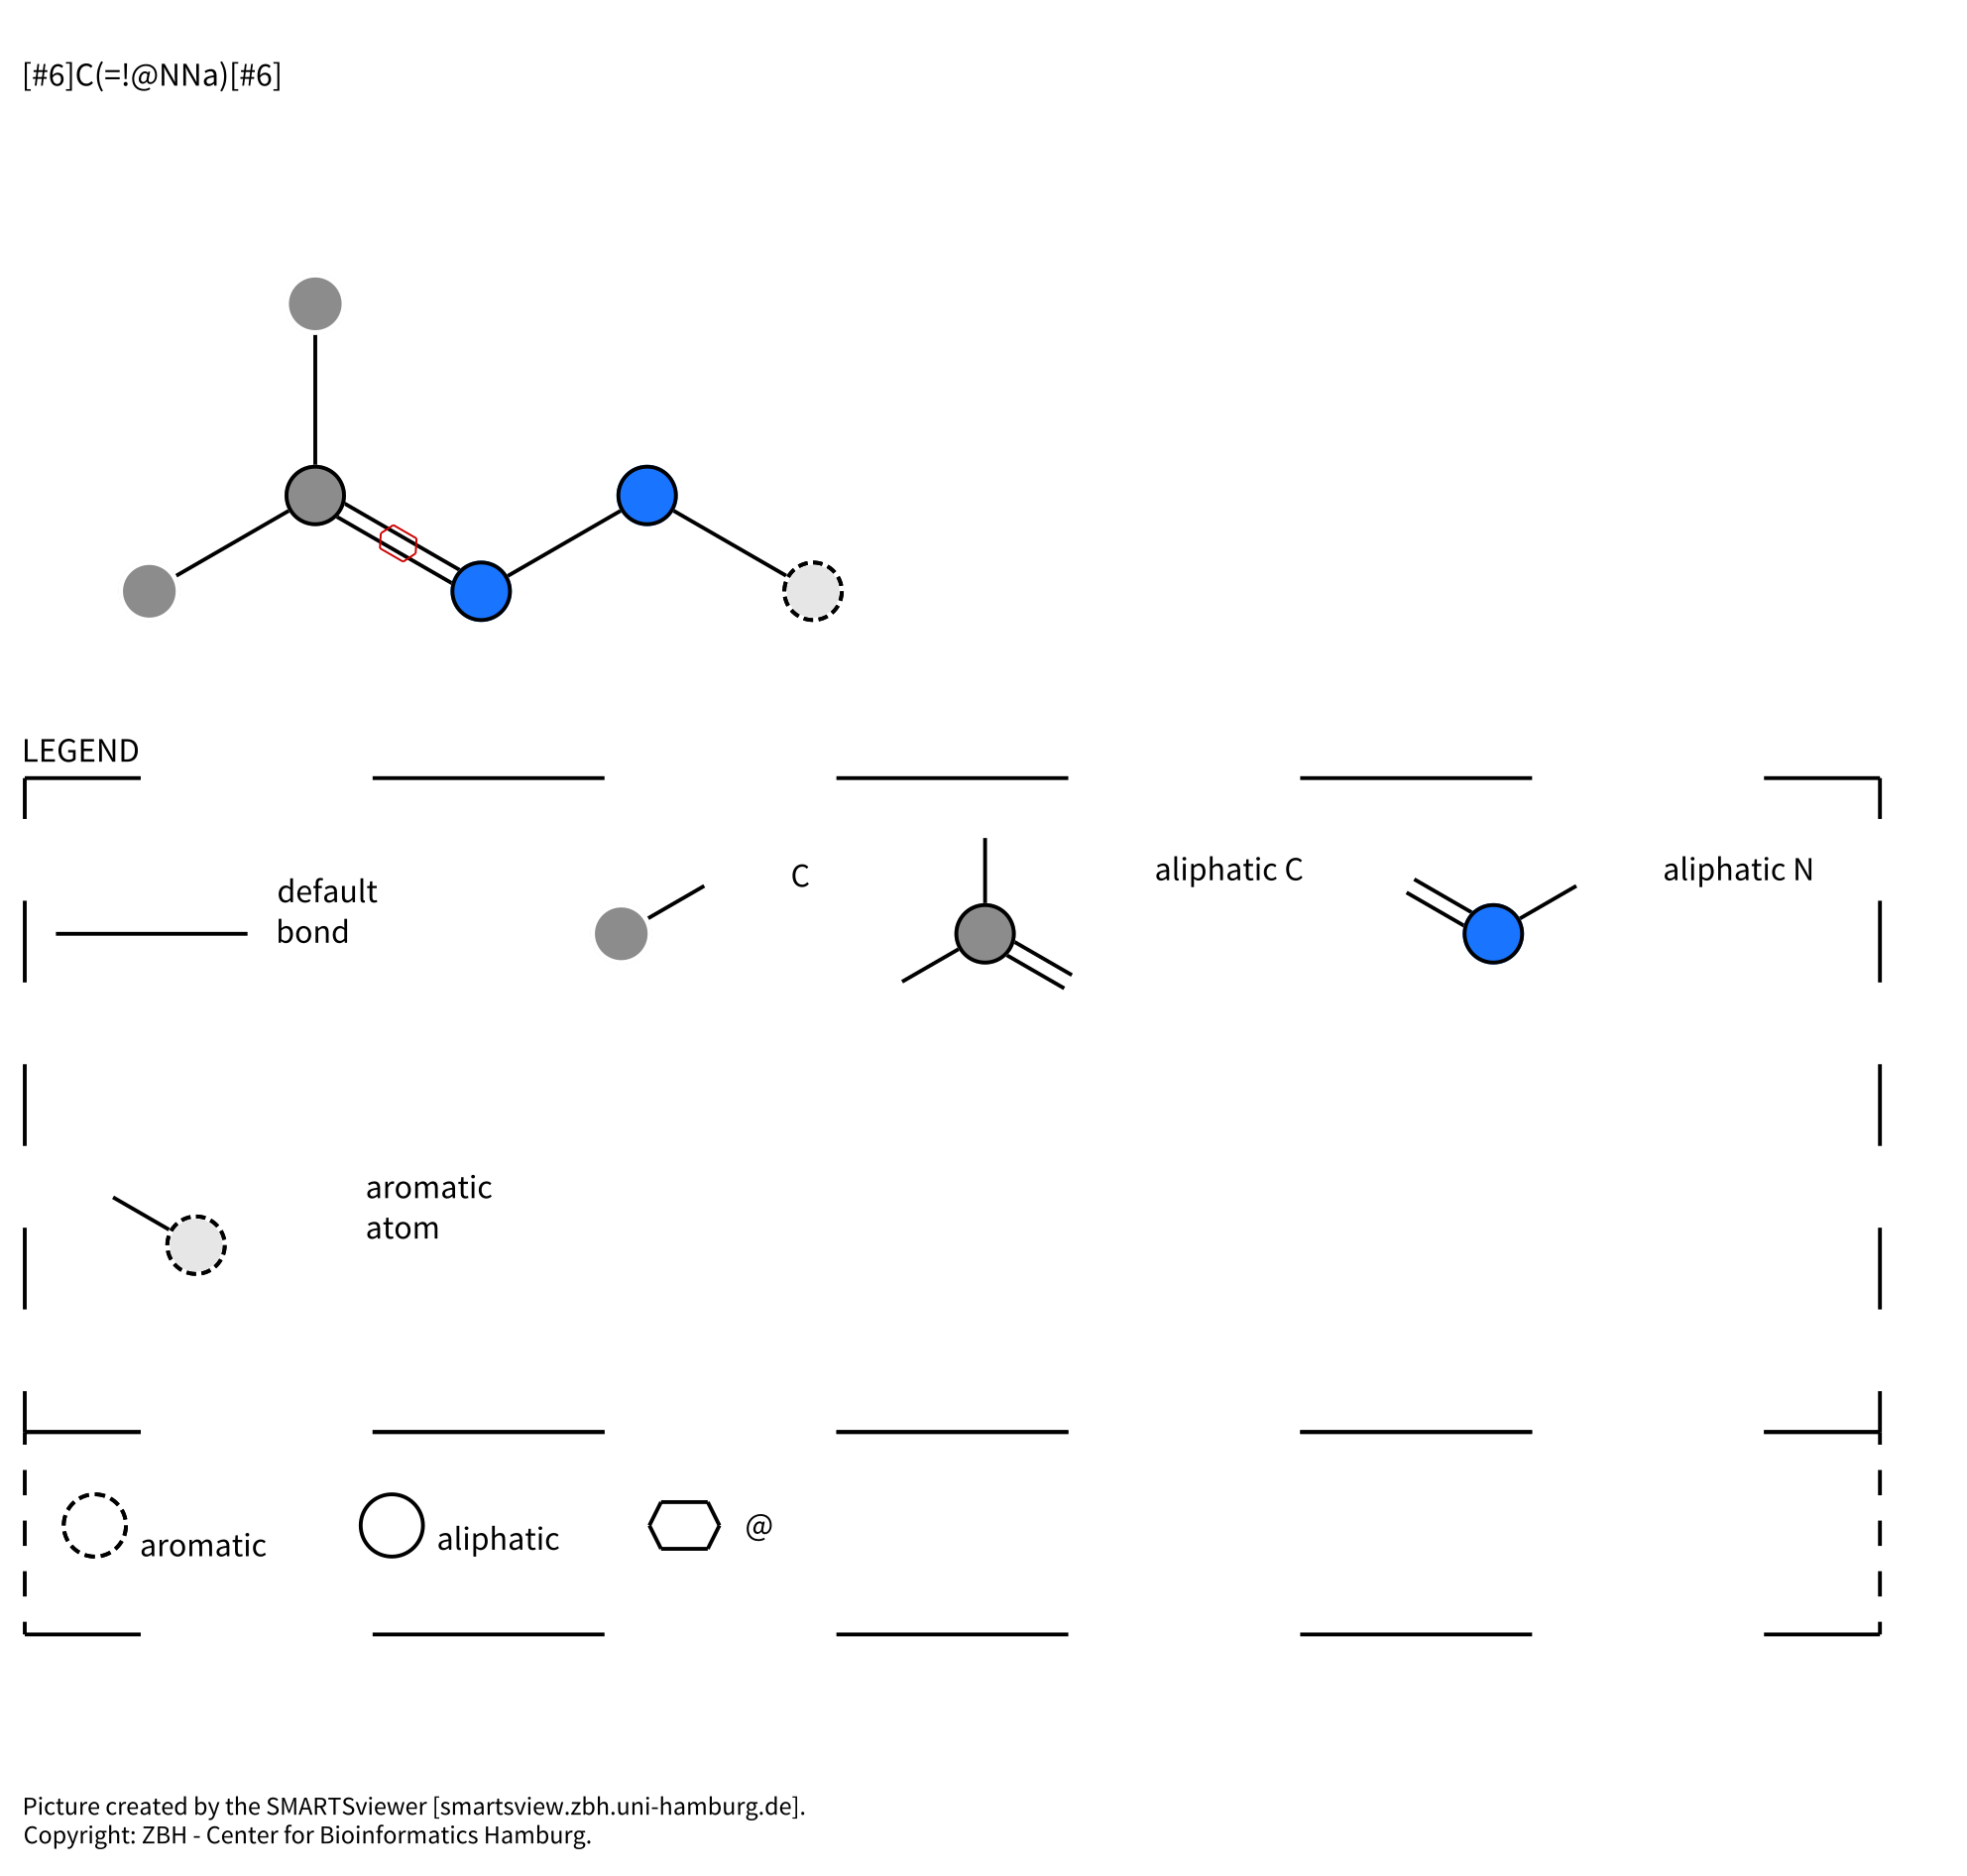 [#6]C(=!@NNa)[#6]
LEGEND
default
bond
C
aliphatic C
aliphatic N
aromatic
atom
aromatic
aliphatic
@
Picture created by the SMARTSviewer [smartsview.zbh.uni-hamburg.de].
Copyright: ZBH - Center for Bioinformatics Hamburg.